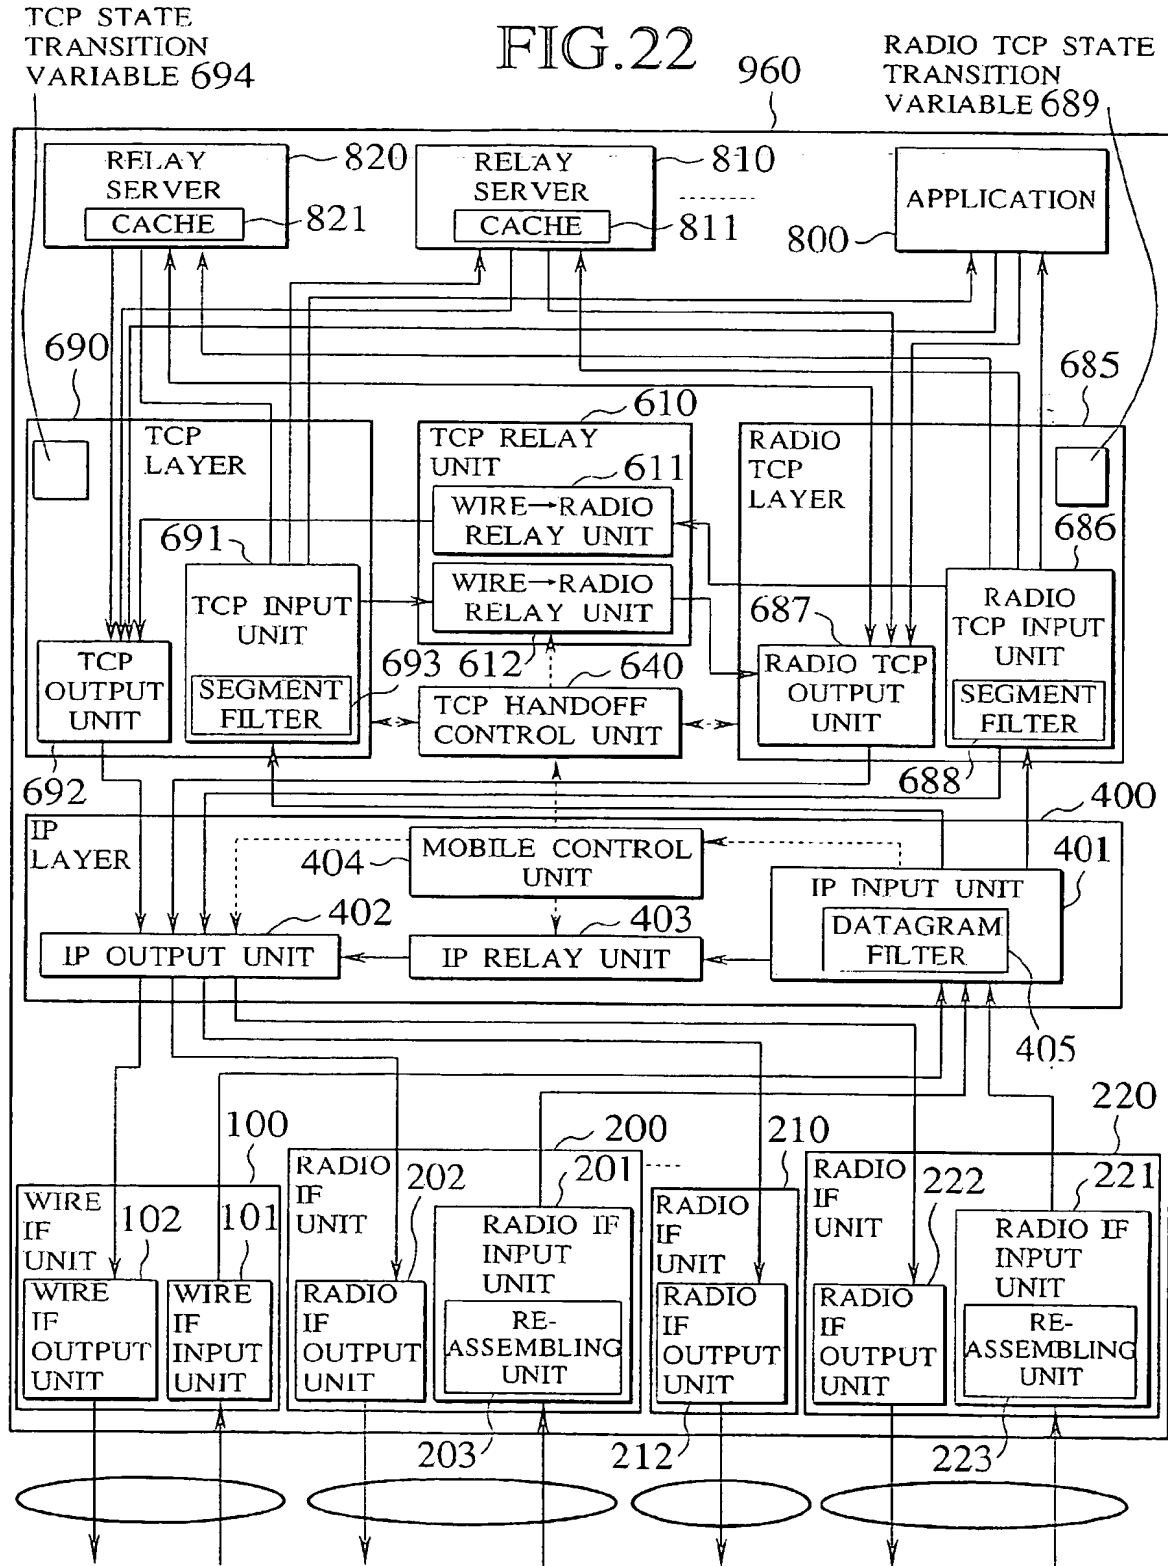 FIG.22
TCP STATE
TRANSITION
VARIABLE 694
RADIO TCP STATE
TRANSITION
VARIABLE 689
960
RELAY
SERVER
CACHE
820
821
RELAY
SERVER
CACHE
810
811
APPLICATION
800
690
TCP
LAYER
610
TCP RELAY
UNIT
611
WIRE→RADIO
RELAY UNIT
WIRE→RADIO
RELAY UNIT
612
685
RADIO
TCP
LAYER
691
TCP INPUT
UNIT
SEGMENT
FILTER
693
TCP
OUTPUT
UNIT
692
640
TCP HANDOFF
CONTROL UNIT
687
RADIO TCP
OUTPUT
UNIT
686
RADIO
TCP INPUT
UNIT
SEGMENT
FILTER
688
400
IP
LAYER
404
MOBILE CONTROL
UNIT
401
IP INPUT UNIT
DATAGRAM
FILTER
405
402
IP OUTPUT UNIT
403
IP RELAY UNIT
100
WIRE
IF
UNIT
102
101
WIRE
IF
OUTPUT
UNIT
WIRE
IF
INPUT
UNIT
200
RADIO
IF
UNIT
202
201
RADIO
IF
OUTPUT
UNIT
RADIO IF
INPUT
UNIT
RE-
ASSEMBLING
UNIT
203
210
RADIO
IF
UNIT
RADIO
IF
OUTPUT
UNIT
212
220
RADIO
IF
UNIT
222
221
RADIO
IF
OUTPUT
UNIT
RADIO IF
INPUT
UNIT
RE-
ASSEMBLING
UNIT
223